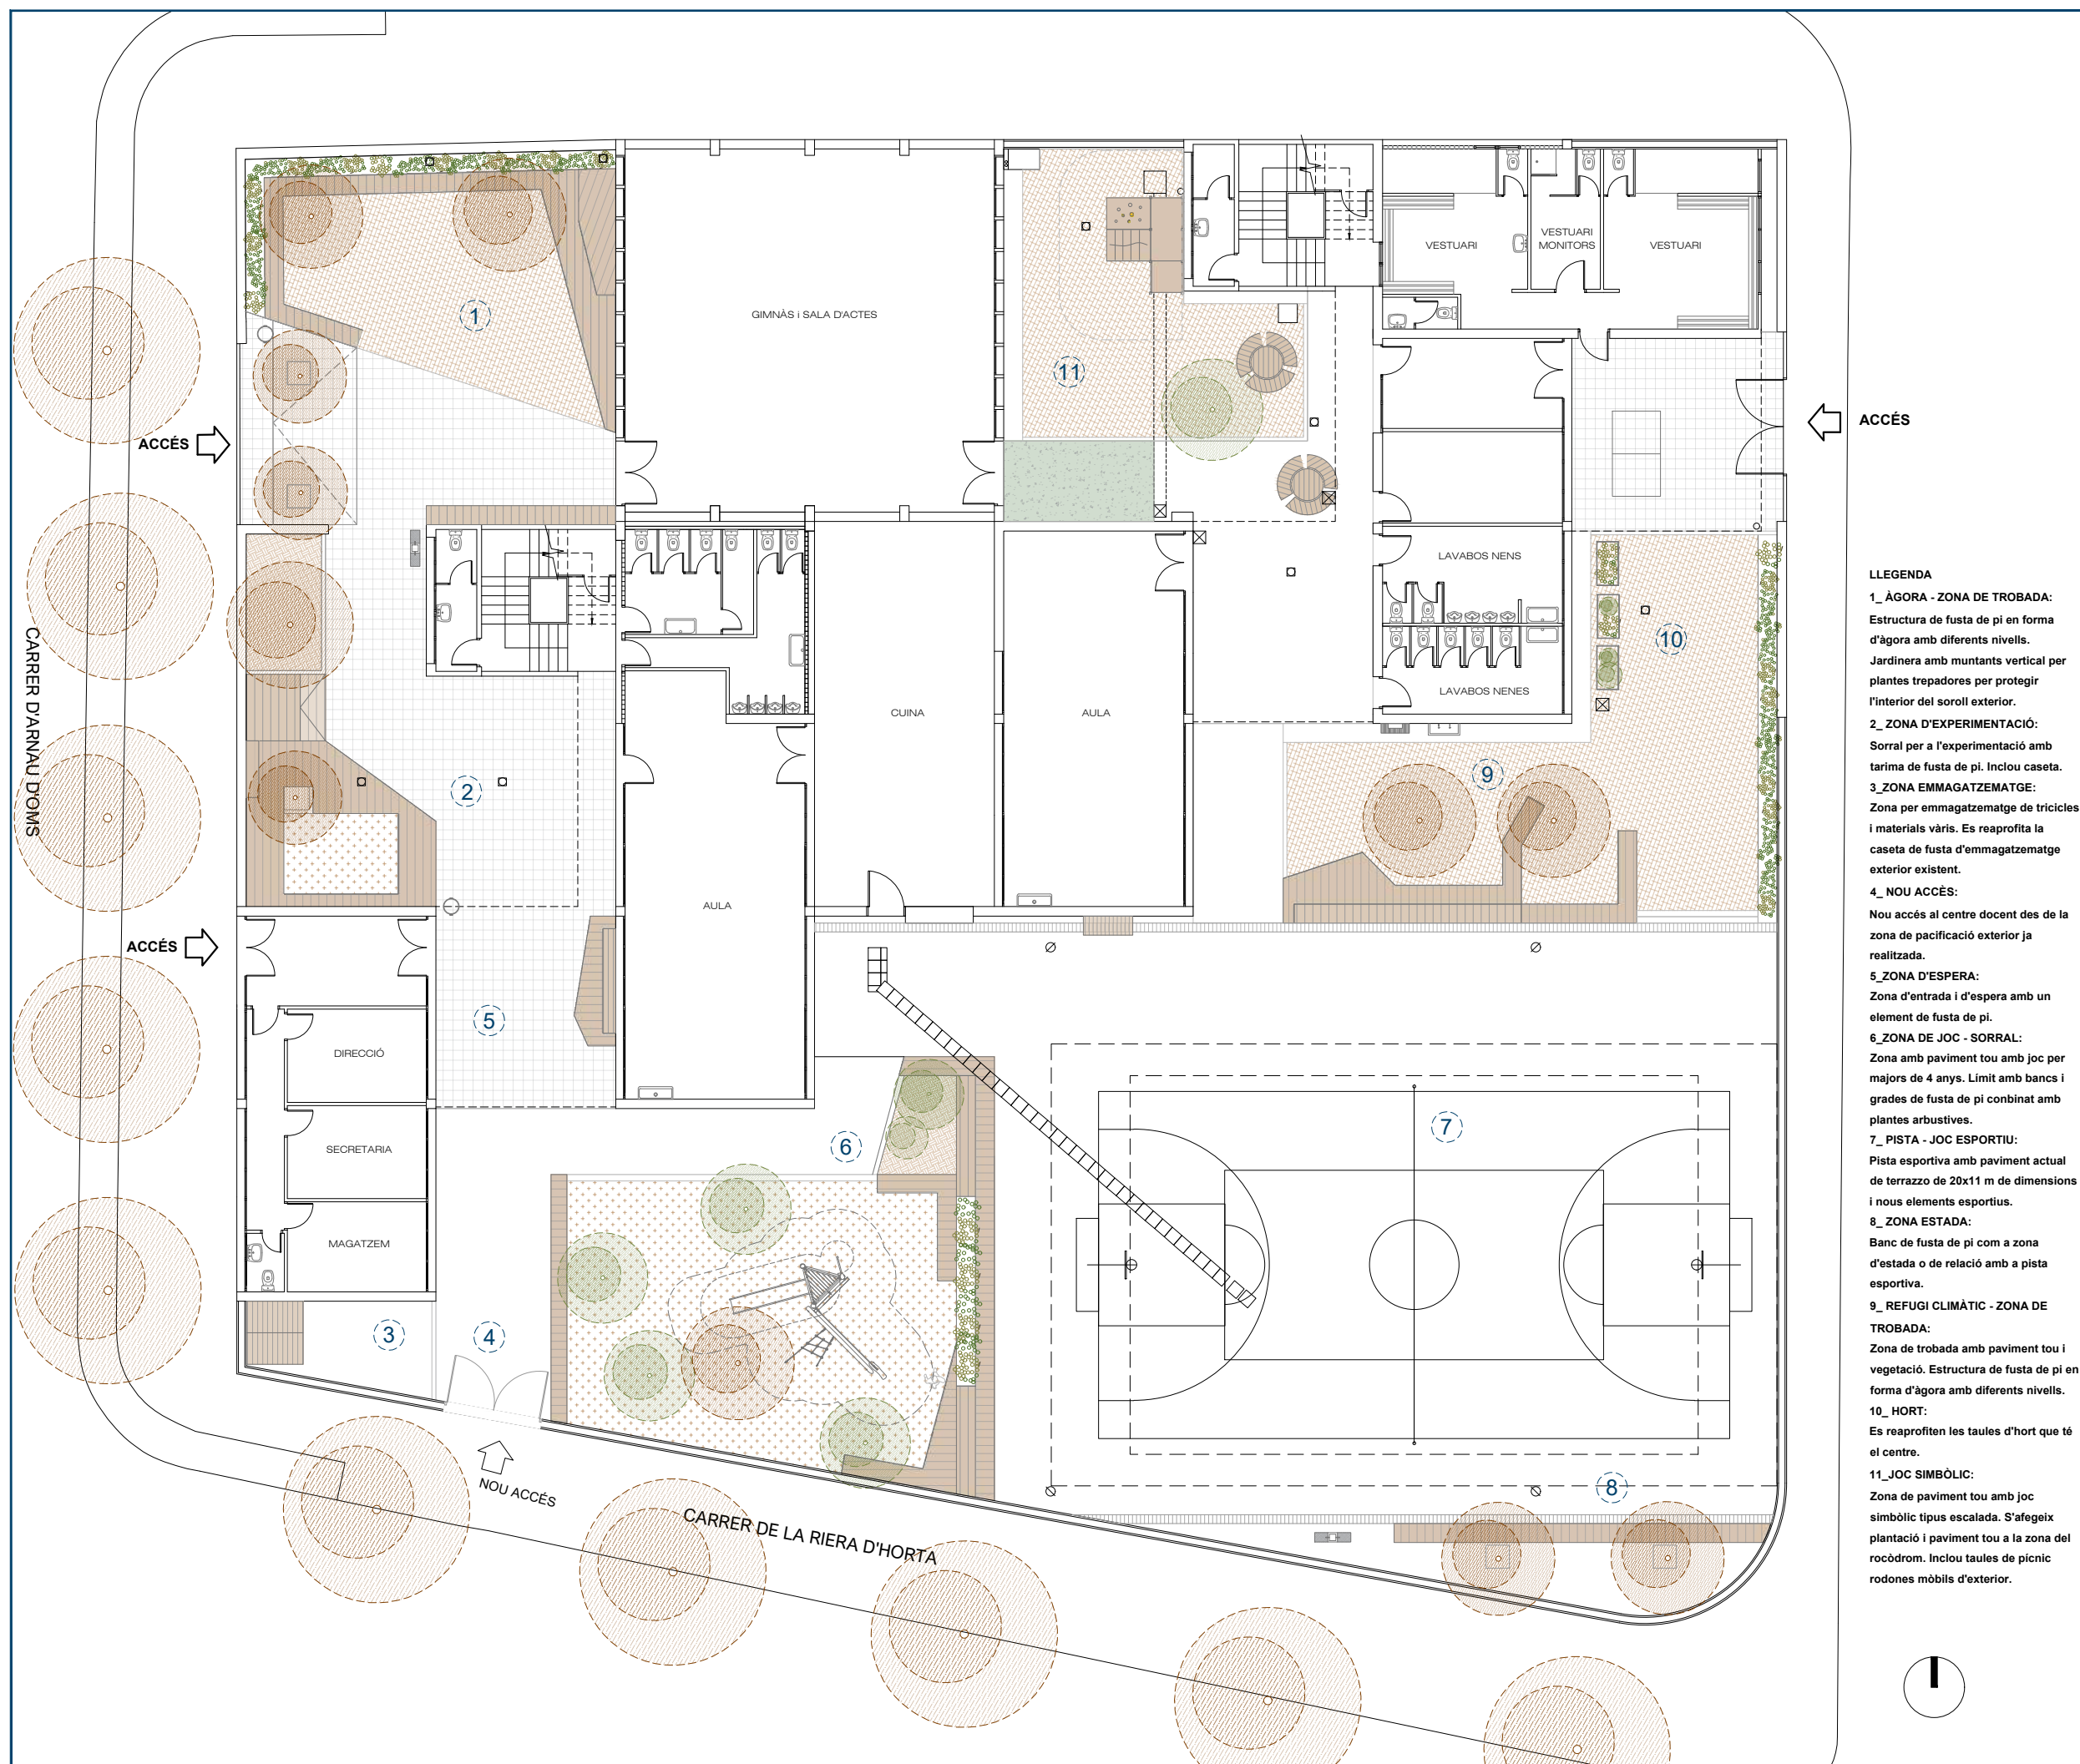 GIMNÀS i SALA D'ACTES
VESTUARI
VESTUARI
MONITORS
VESTUARI
1
11
ACCÉS
ACCÉS
LAVABOS NENS
LAVABOS NENES
10
CUINA
AULA
CARRER D'ARNAU D'OMS
2
9
AULA
ACCÉS
5
DIRECCIÓ
SECRETARIA
MAGATZEM
6
7
3
4
8
NOU ACCÉS
CARRER DE LA RIERA D'HORTA
LLEGENDA
1_ ÀGORA - ZONA DE TROBADA:
Estructura de fusta de pi en forma
d'àgora amb diferents nivells.
Jardinera amb muntants vertical per
plantes trepadores per protegir
l'interior del soroll exterior.
2_ ZONA D'EXPERIMENTACIÓ:
Sorral per a l'experimentació amb
tarima de fusta de pi. Inclou caseta.
3_ZONA EMMAGATZEMATGE:
Zona per emmagatzematge de tricicles
i materials vàris. Es reaprofita la
caseta de fusta d'emmagatzematge
exterior existent.
4_ NOU ACCÈS:
Nou accés al centre docent des de la
zona de pacificació exterior ja
realitzada.
5_ZONA D'ESPERA:
Zona d'entrada i d'espera amb un
element de fusta de pi.
6_ZONA DE JOC - SORRAL:
Zona amb paviment tou amb joc per
majors de 4 anys. Límit amb bancs i
grades de fusta de pi conbinat amb
plantes arbustives.
7_ PISTA - JOC ESPORTIU:
Pista esportiva amb paviment actual
de terrazzo de 20x11 m de dimensions
i nous elements esportius.
8_ ZONA ESTADA:
Banc de fusta de pi com a zona
d'estada o de relació amb a pista
esportiva.
9_ REFUGI CLIMÀTIC - ZONA DE
TROBADA:
Zona de trobada amb paviment tou i
vegetació. Estructura de fusta de pi en
forma d'àgora amb diferents nivells.
10_ HORT:
Es reaprofiten les taules d'hort que té
el centre.
11_JOC SIMBÒLIC:
Zona de paviment tou amb joc
simbòlic tipus escalada. S'afegeix
plantació i paviment tou a la zona del
rocòdrom. Inclou taules de pícnic
rodones mòbils d'exterior.